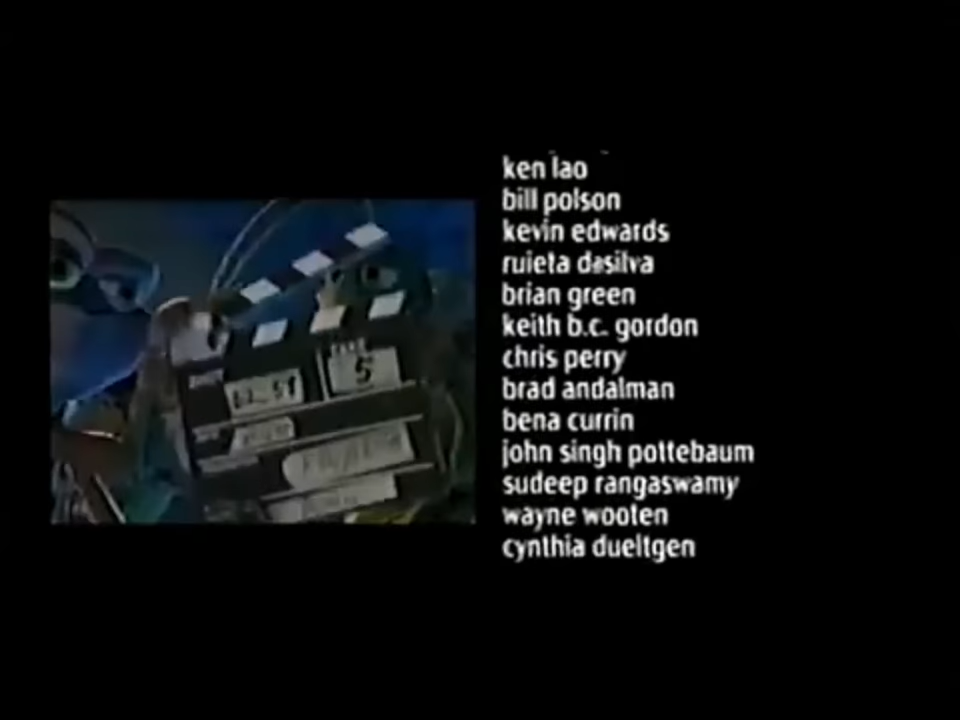 5
ken lao
bill polson
kevin edwards
ruieta dasilva
brian green
keith b.c. gordon
chris perry
brad andalman
bena currin
john singh pottebaum
sudeep rangaswamy
wayne wooten
cynthia dueltgen